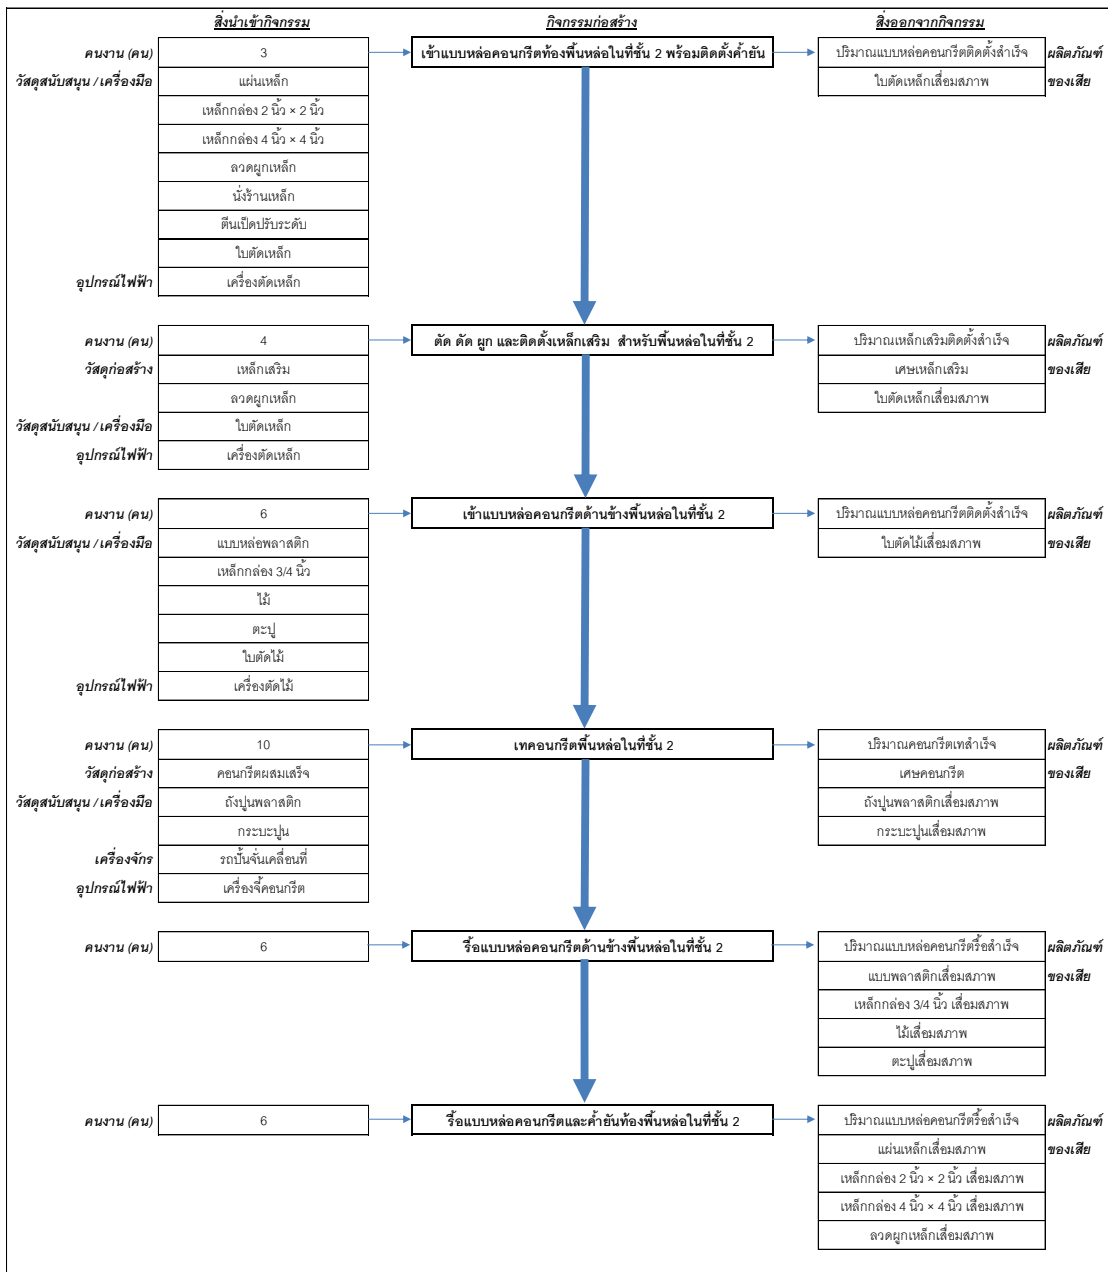 สิ่งนำเข้ากิจกรรม กิจกรรมก่อสร้าง สิ่งออกจากกิจกรรม
คนงาน (คน) 3 เข้าแบบหล่อคอนกรีตท้องพื้นหล่อในที่ชั้น 2 พร้อมติดตั้งค้ำยัน ปริมาณแบบหล่อคอนกรีตติดตั้งสำเร็จ ผลิตภัณฑ์
วัสดุสนับสนุน / เครื่องมือ แผ่นเหล็ก ใบตัดเหล็กเสื่อมสภาพ ของเสีย
เหล็กกล่อง 2 นิ้ว × 2 นิ้ว
เหล็กกล่อง 4 นิ้ว × 4 นิ้ว
ลวดผูกเหล็ก
นั่งร้านเหล็ก
ตีนเป็ดปรับระดับ
ใบตัดเหล็ก
อุปกรณ์ไฟฟ้า เครื่องตัดเหล็ก
คนงาน (คน) 4 ตัด ดัด ผูก และติดตั้งเหล็กเสริม สำหรับพื้นหล่อในที่ชั้น 2 ปริมาณเหล็กเสริมติดตั้งสำเร็จ ผลิตภัณฑ์
วัสดุก่อสร้าง เหล็กเสริม เศษเหล็กเสริม ของเสีย
ลวดผูกเหล็ก ใบตัดเหล็กเสื่อมสภาพ
วัสดุสนับสนุน / เครื่องมือ ใบตัดเหล็ก
อุปกรณ์ไฟฟ้า เครื่องตัดเหล็ก
คนงาน (คน) 6 เข้าแบบหล่อคอนกรีตด้านข้างพื้นหล่อในที่ชั้น 2 ปริมาณแบบหล่อคอนกรีตติดตั้งสำเร็จ ผลิตภัณฑ์
วัสดุสนับสนุน / เครื่องมือ แบบหล่อพลาสติก ใบตัดไม้เสื่อมสภาพ ของเสีย
เหล็กกล่อง 3/4 นิ้ว
ไม้
ตะปู
ใบตัดไม้
อุปกรณ์ไฟฟ้า เครื่องตัดไม้
คนงาน (คน) 10 เทคอนกรีตพื้นหล่อในที่ชั้น 2 ปริมาณคอนกรีตเทสำเร็จ ผลิตภัณฑ์
วัสดุก่อสร้าง คอนกรีตผสมเสร็จ เศษคอนกรีต ของเสีย
วัสดุสนับสนุน / เครื่องมือ ถังปูนพลาสติก ถังปูนพลาสติกเสื่อมสภาพ
กระบะปูน กระบะปูนเสื่อมสภาพ
เครื่องจักร รถปั้นจั่นเคลื่อนที่
อุปกรณ์ไฟฟ้า เครื่องจี้คอนกรีต
คนงาน (คน) 6 รื้อแบบหล่อคอนกรีตด้านข้างพื้นหล่อในที่ชั้น 2 ปริมาณแบบหล่อคอนกรีตรื้อสำเร็จ ผลิตภัณฑ์
แบบพลาสติกเสื่อมสภาพ ของเสีย
เหล็กกล่อง 3/4 นิ้ว เสื่อมสภาพ
ไม้เสื่อมสภาพ
ตะปูเสื่อมสภาพ
คนงาน (คน) 6 รื้อแบบหล่อคอนกรีตและค้ำยันท้องพื้นหล่อในที่ชั้น 2 ปริมาณแบบหล่อคอนกรีตรื้อสำเร็จ ผลิตภัณฑ์
แผ่นเหล็กเสื่อมสภาพ ของเสีย
เหล็กกล่อง 2 นิ้ว × 2 นิ้ว เสื่อมสภาพ
เหล็กกล่อง 4 นิ้ว × 4 นิ้ว เสื่อมสภาพ
ลวดผูกเหล็กเสื่อมสภาพ